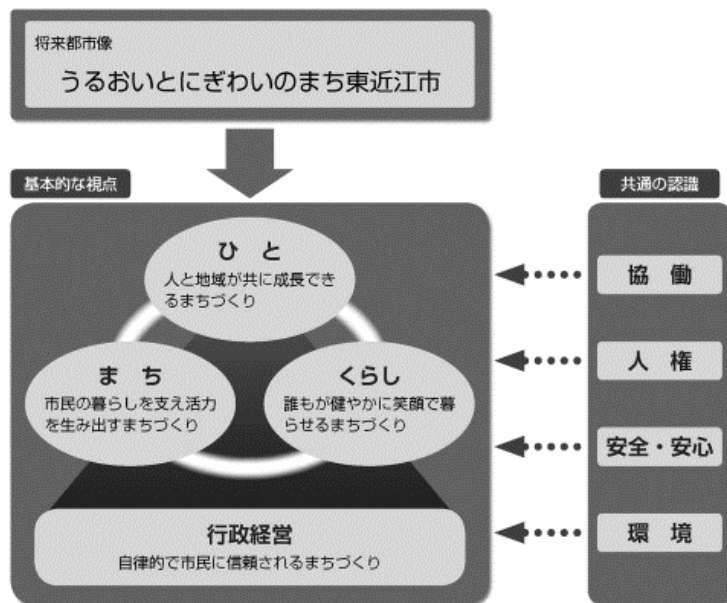 将来都市像
うるおいとにぎわいのまち東近江市
基本的な視点
共通の認識
ひ と
人と地域が共に成長でき
るまちづくり
ま ち
市民の暮らしを支え活力
を生み出すまちづくり
くらし
誰もが健やかに笑顔で暮
らせるまちづくり
行政経営
自律的で市民に信頼されるまちづくり
協 働
人 権
安全・安心
環 境